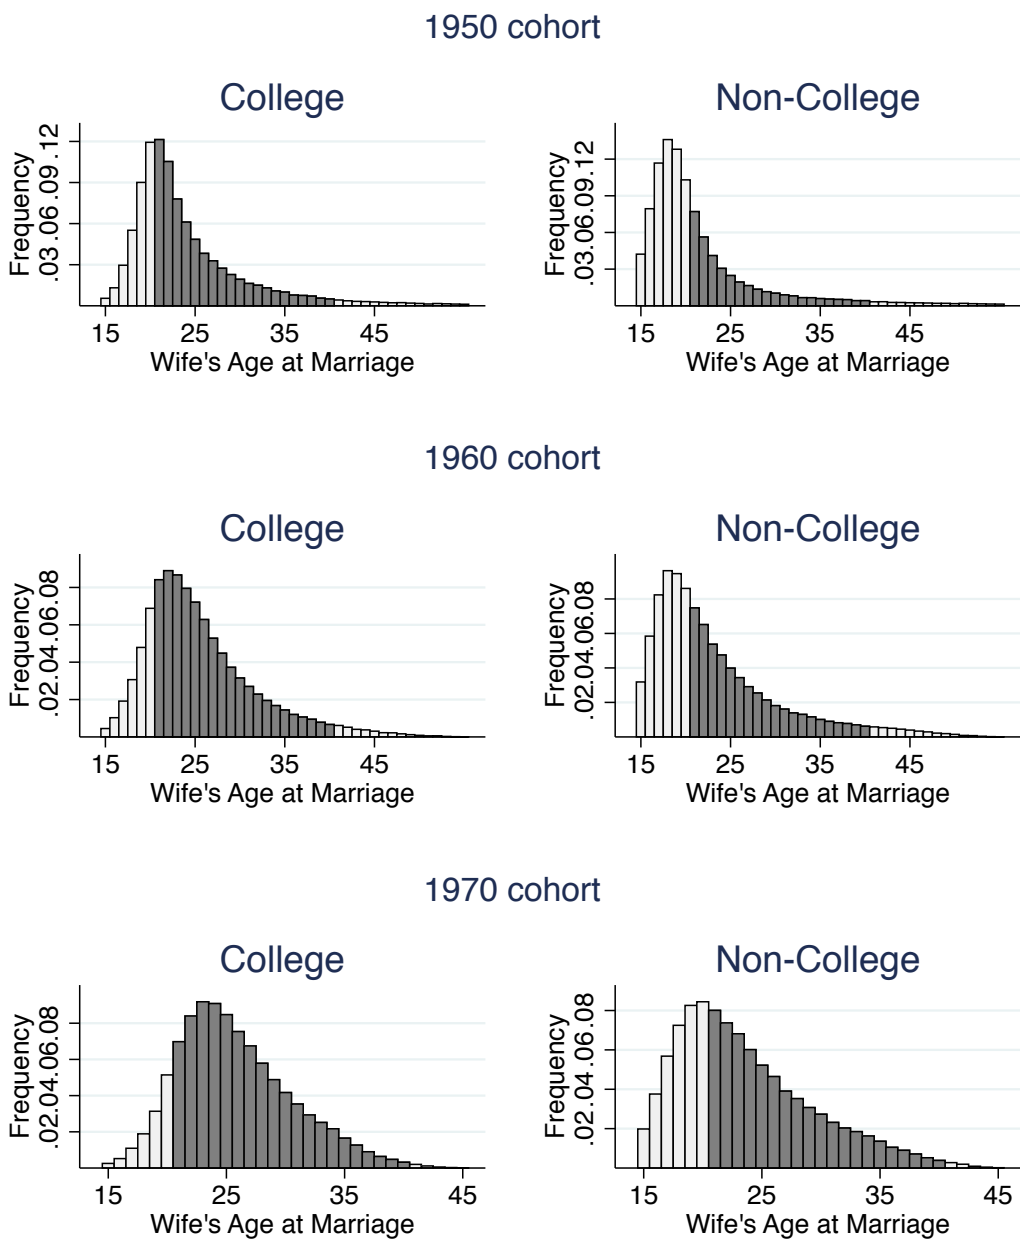 1950 cohort
College
Non-College
Frequency
.03 .06 .09 .12
15 25 35 45
Wife's Age at Marriage
Frequency
.03 .06 .09 .12
15 25 35 45
Wife's Age at Marriage
1960 cohort
College
Non-College
Frequency
.02 .04 .06 .08
15 25 35 45
Wife's Age at Marriage
Frequency
.02 .04 .06 .08
15 25 35 45
Wife's Age at Marriage
1970 cohort
College
Non-College
Frequency
.02 .04 .06 .08
15 25 35 45
Wife's Age at Marriage
Frequency
.02 .04 .06 .08
15 25 35 45
Wife's Age at Marriage